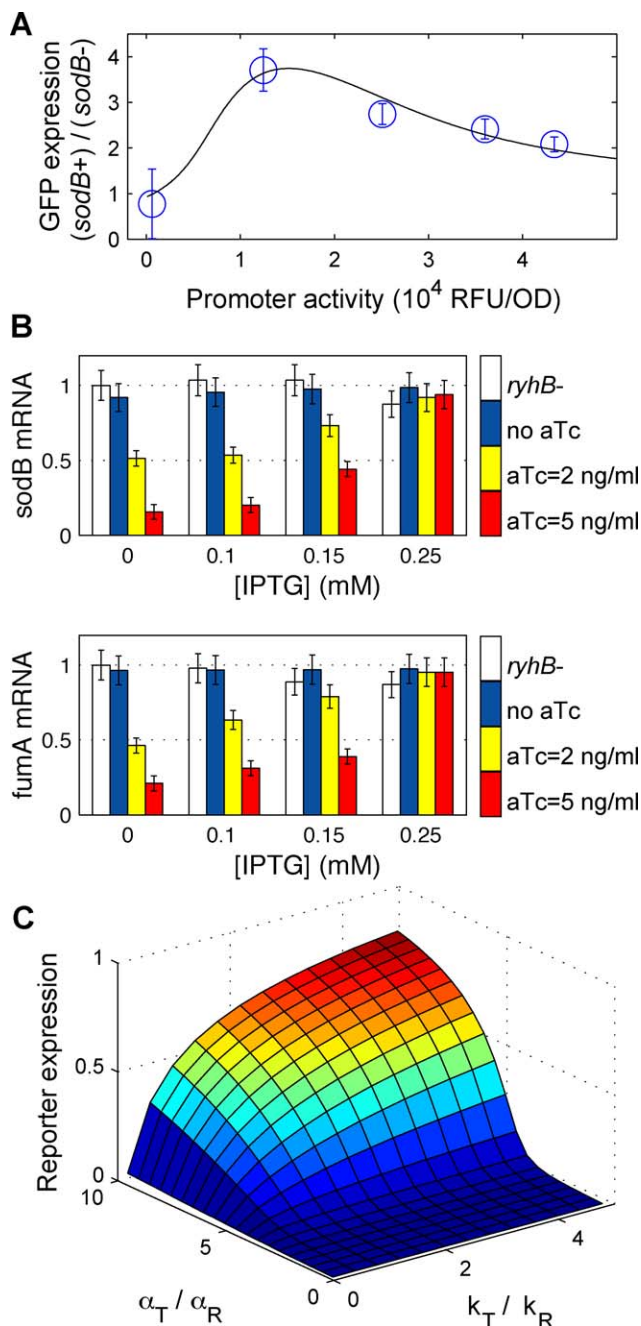 A
GFP expression
(sodB+) / (sodB-)
4
3
2
1
0
0 1 2 3 4
Promoter activity (10⁴ RFU/OD)
B
sodB mRNA
1
0.5
0
0 0.1 0.15 0.25
[IPTG] (mM)
ryhB-
no aTc
aTc=2 ng/ml
aTc=5 ng/ml
fumA mRNA
1
0.5
0
0 0.1 0.15 0.25
[IPTG] (mM)
ryhB-
no aTc
aTc=2 ng/ml
aTc=5 ng/ml
C
Reporter expression
1
0.5
0
10
5
0
0
2
4
α_T / α_R
k_T / k_R